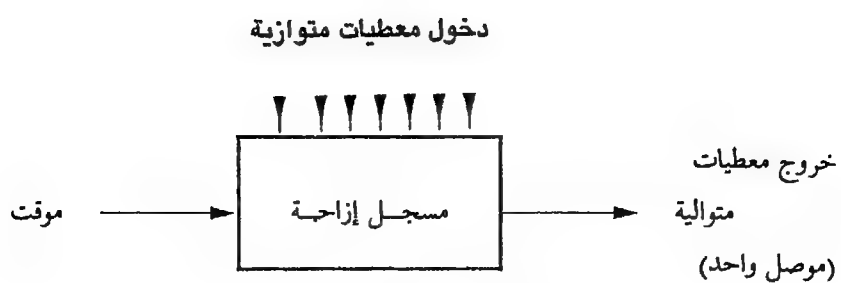 دخول معطيات متوازية
خروج معطيات
موقت
مسجل إزاحة
متوالية
(موصل واحد)